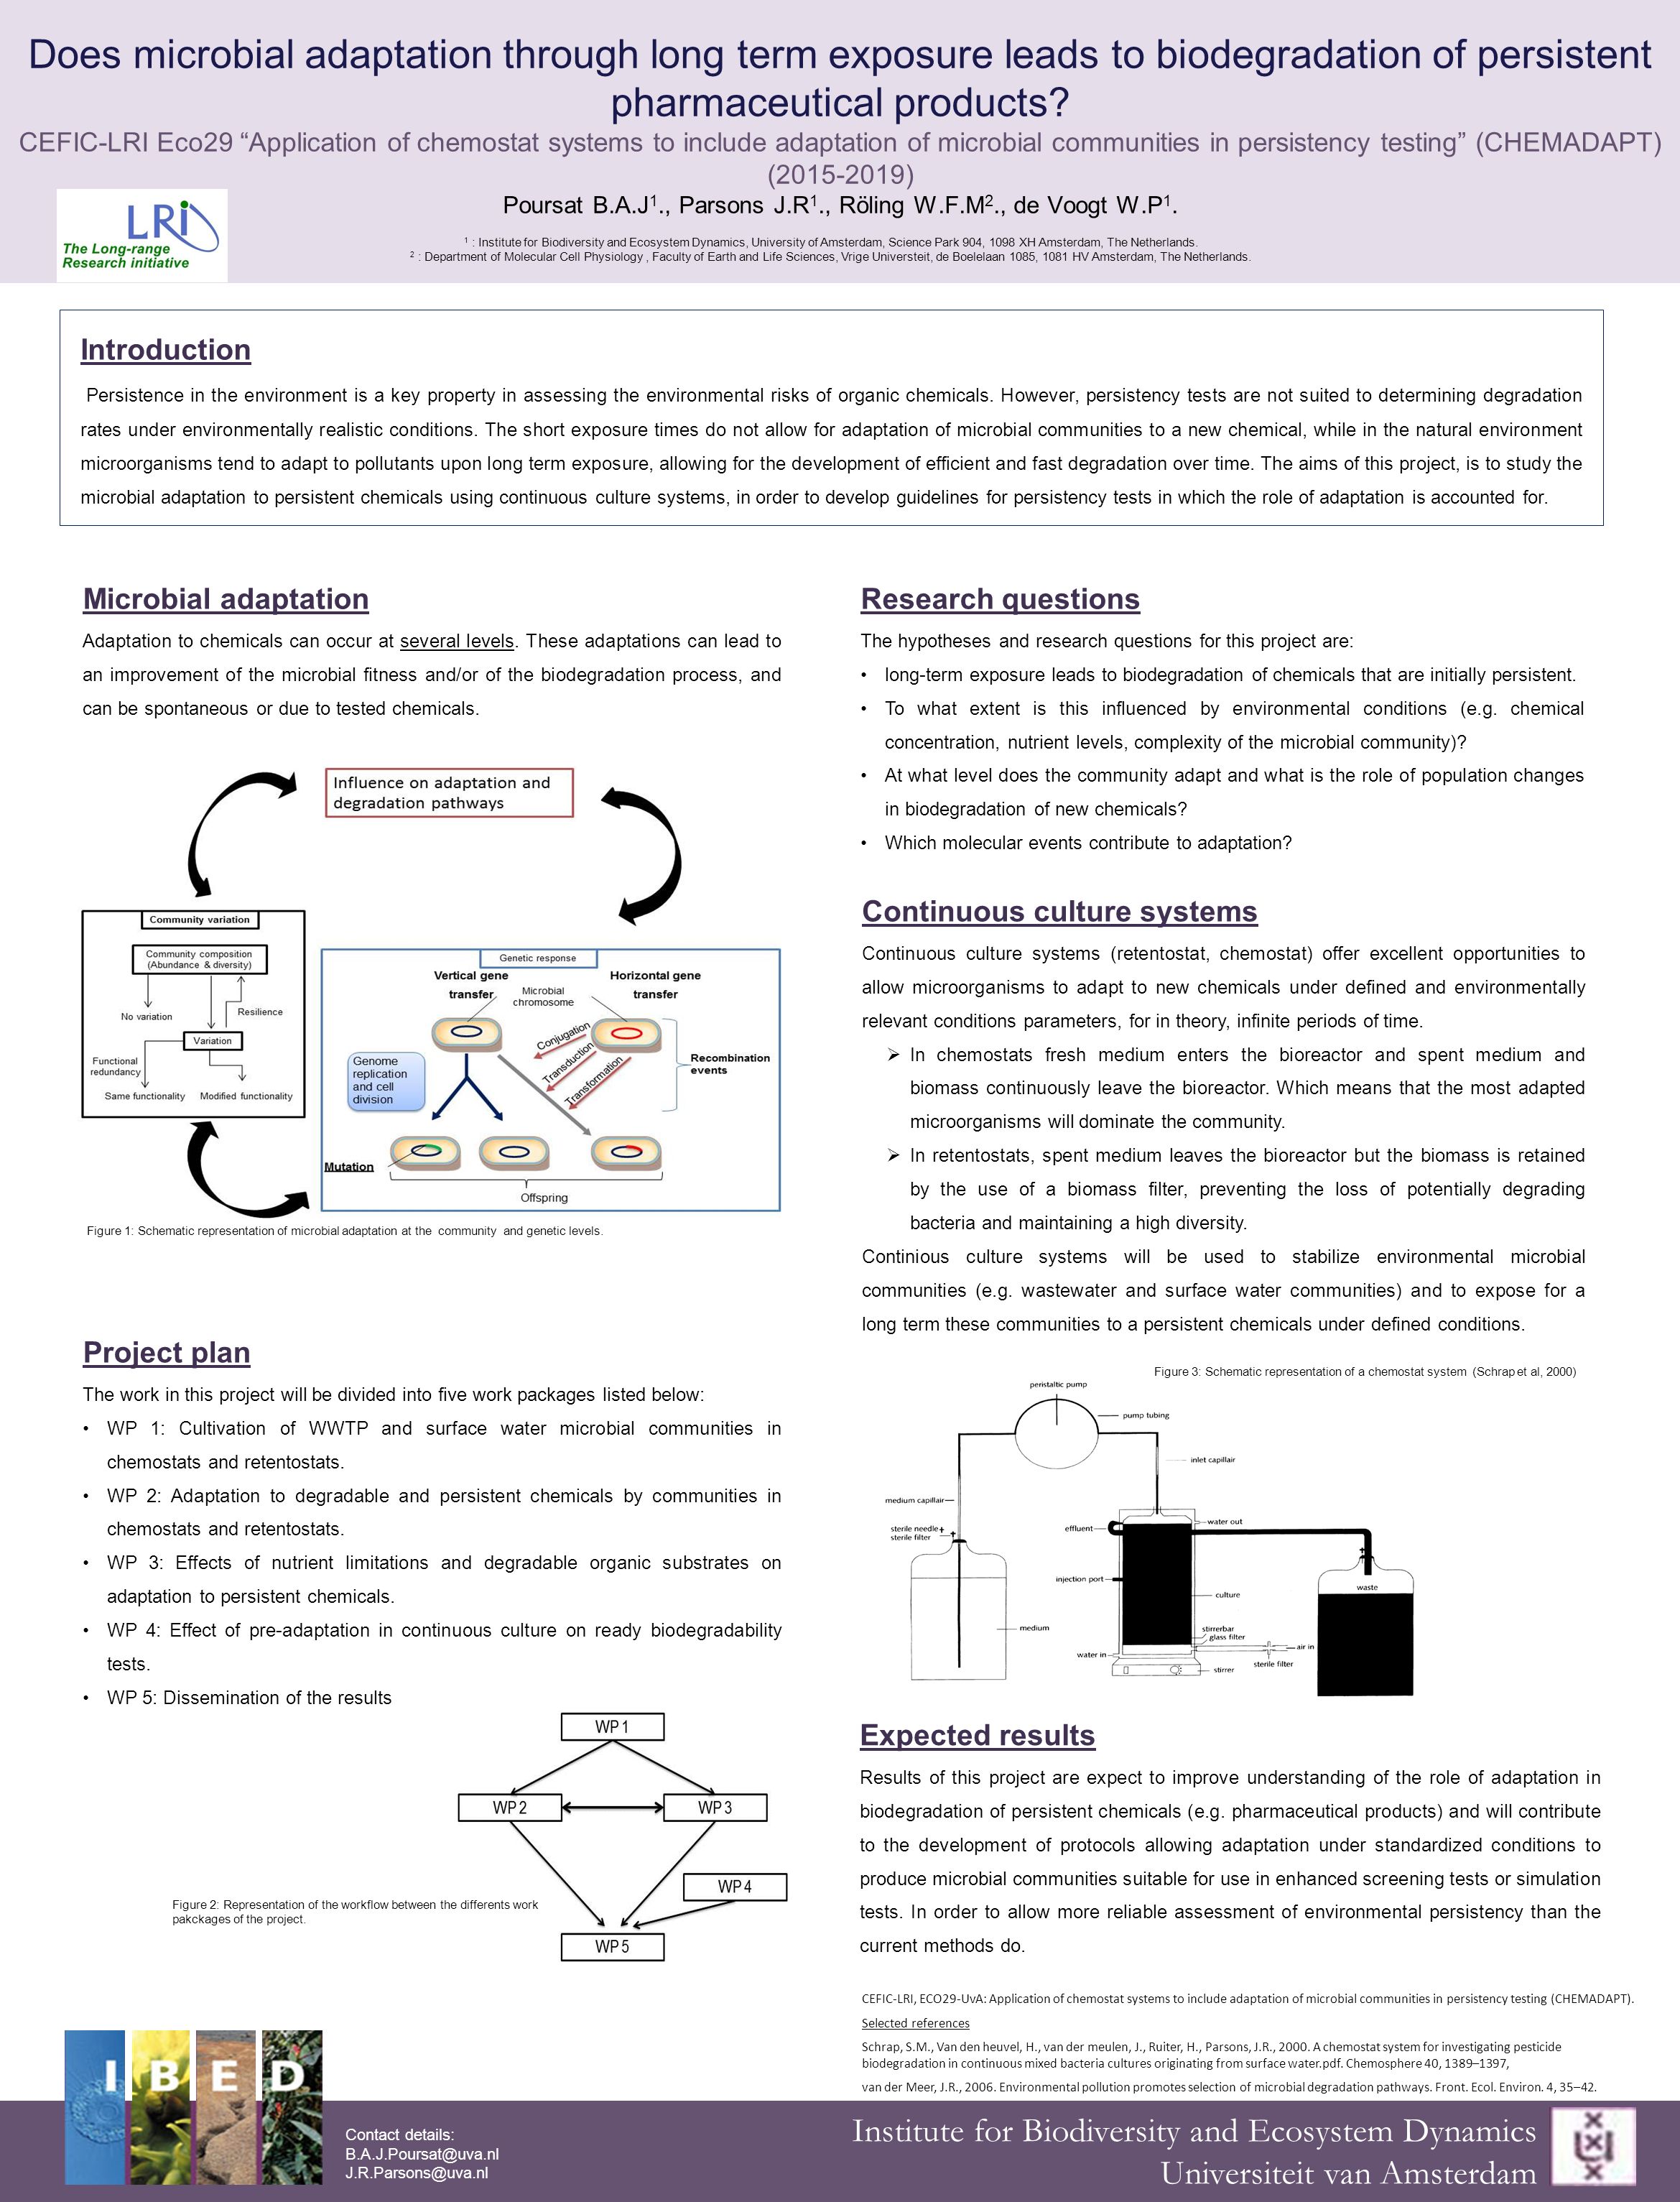 Does microbial adaptation through long term exposure leads to biodegradation of persistent
pharmaceutical products?
CEFIC-LRI Eco29 “Application of chemostat systems to include adaptation of microbial communities in persistency testing” (CHEMADAPT)
(2015-2019)
Poursat B.A.J1., Parsons J.R1., Röling W.F.M2., de Voogt W.P1.
1 : Institute for Biodiversity and Ecosystem Dynamics, University of Amsterdam, Science Park 904, 1098 XH Amsterdam, The Netherlands.
2 : Department of Molecular Cell Physiology , Faculty of Earth and Life Sciences, Vrige Universteit, de Boelelaan 1085, 1081 HV Amsterdam, The Netherlands.
LRi
The Long-range
Research initiative
Introduction
Persistence in the environment is a key property in assessing the environmental risks of organic chemicals. However, persistency tests are not suited to determining degradation
rates under environmentally realistic conditions. The short exposure times do not allow for adaptation of microbial communities to a new chemical, while in the natural environment
microorganisms tend to adapt to pollutants upon long term exposure, allowing for the development of efficient and fast degradation over time. The aims of this project, is to study the
microbial adaptation to persistent chemicals using continuous culture systems, in order to develop guidelines for persistency tests in which the role of adaptation is accounted for.
Microbial adaptation
Adaptation to chemicals can occur at several levels. These adaptations can lead to
an improvement of the microbial fitness and/or of the biodegradation process, and
can be spontaneous or due to tested chemicals.
Influence on adaptation and
degradation pathways
Community variation
Community composition
(Abundance & diversity)
No variation
Resilience
Variation
Functional
redundancy
Same functionality
Modified functionality
Genetic response
Vertical gene
transfer
Microbial
chromosome
Horizontal gene
transfer
Conjugation
Transduction
Transformation
Recombination
events
Genome
replication
and cell
division
Mutation
Offspring
Figure 1: Schematic representation of microbial adaptation at the community and genetic levels.
Project plan
The work in this project will be divided into five work packages listed below:
• WP 1: Cultivation of WWTP and surface water microbial communities in
chemostats and retentostats.
• WP 2: Adaptation to degradable and persistent chemicals by communities in
chemostats and retentostats.
• WP 3: Effects of nutrient limitations and degradable organic substrates on
adaptation to persistent chemicals.
• WP 4: Effect of pre-adaptation in continuous culture on ready biodegradability
tests.
• WP 5: Dissemination of the results
WP 1
WP 2
WP 3
WP 4
WP 5
Figure 2: Representation of the workflow between the differents work
pakckages of the project.
Research questions
The hypotheses and research questions for this project are:
• long-term exposure leads to biodegradation of chemicals that are initially persistent.
• To what extent is this influenced by environmental conditions (e.g. chemical
concentration, nutrient levels, complexity of the microbial community)?
• At what level does the community adapt and what is the role of population changes
in biodegradation of new chemicals?
• Which molecular events contribute to adaptation?
Continuous culture systems
Continuous culture systems (retentostat, chemostat) offer excellent opportunities to
allow microorganisms to adapt to new chemicals under defined and environmentally
relevant conditions parameters, for in theory, infinite periods of time.
➢ In chemostats fresh medium enters the bioreactor and spent medium and
biomass continuously leave the bioreactor. Which means that the most adapted
microorganisms will dominate the community.
➢ In retentostats, spent medium leaves the bioreactor but the biomass is retained
by the use of a biomass filter, preventing the loss of potentially degrading
bacteria and maintaining a high diversity.
Continious culture systems will be used to stabilize environmental microbial
communities (e.g. wastewater and surface water communities) and to expose for a
long term these communities to a persistent chemicals under defined conditions.
Figure 3: Schematic representation of a chemostat system (Schrap et al, 2000)
peristaltic pump
pump tubing
inlet capillair
medium capillair
sterile needle
sterile filter
effluent
water out
injection port
waste
culture
medium
stirrerbar
glass filter
air in
water in
sterile filter
stirrer
Expected results
Results of this project are expect to improve understanding of the role of adaptation in
biodegradation of persistent chemicals (e.g. pharmaceutical products) and will contribute
to the development of protocols allowing adaptation under standardized conditions to
produce microbial communities suitable for use in enhanced screening tests or simulation
tests. In order to allow more reliable assessment of environmental persistency than the
current methods do.
CEFIC-LRI, ECO29-UvA: Application of chemostat systems to include adaptation of microbial communities in persistency testing (CHEMADAPT).
Selected references
Schrap, S.M., Van den heuvel, H., van der meulen, J., Ruiter, H., Parsons, J.R., 2000. A chemostat system for investigating pesticide
biodegradation in continuous mixed bacteria cultures originating from surface water.pdf. Chemosphere 40, 1389–1397,
van der Meer, J.R., 2006. Environmental pollution promotes selection of microbial degradation pathways. Front. Ecol. Environ. 4, 35–42.
IBED
Contact details:
B.A.J.Poursat@uva.nl
J.R.Parsons@uva.nl
Institute for Biodiversity and Ecosystem Dynamics
Universiteit van Amsterdam